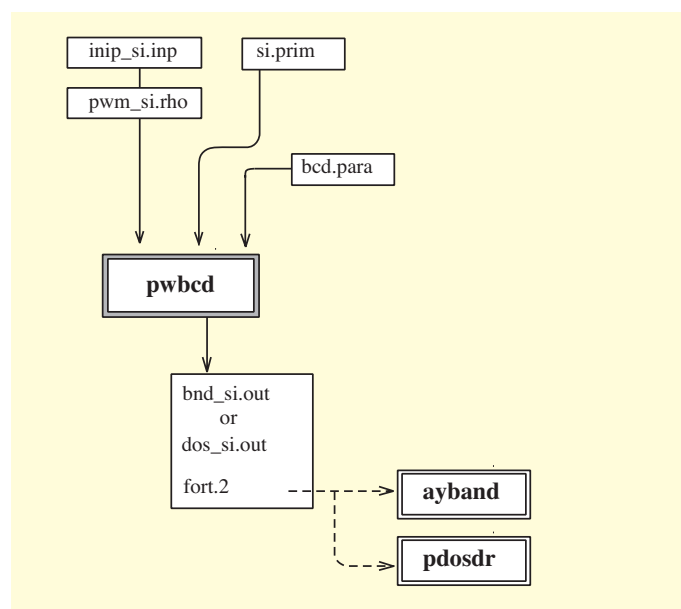 inip_si.inp
si.prim
pwm_si.rho
bcd.para
pwbcd
bnd_si.out
or
dos_si.out
fort.2
ayband
pdosdr